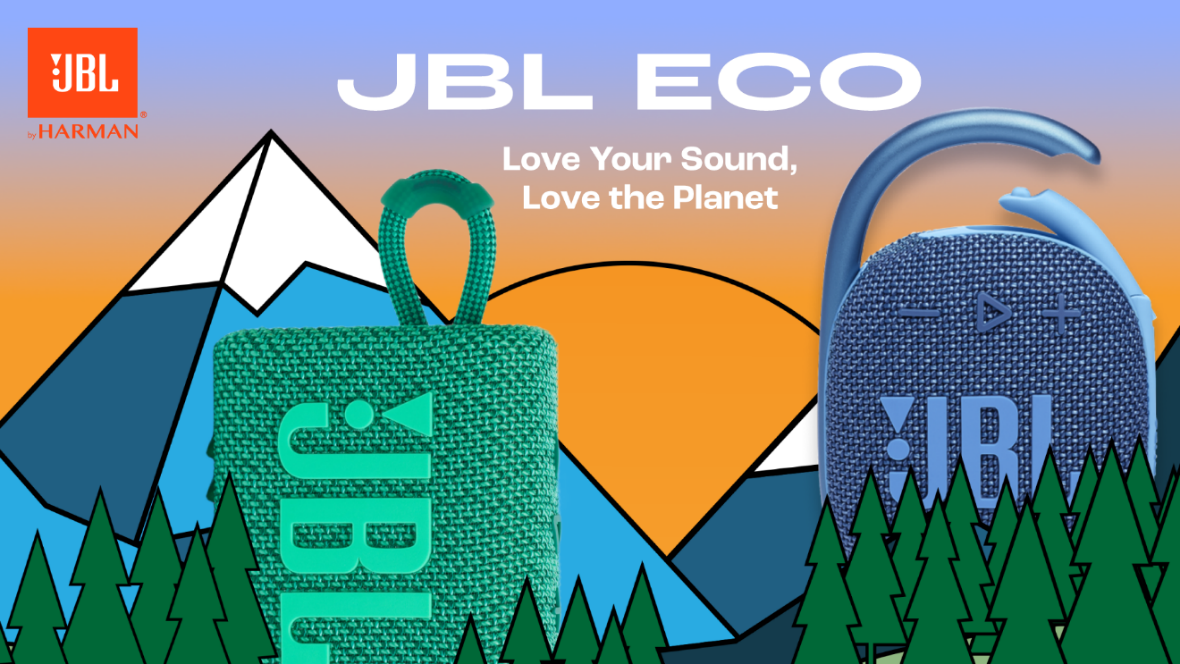 JBL
®
by HARMAN
JBL ECO
Love Your Sound,
Love the Planet
JBL
JBL